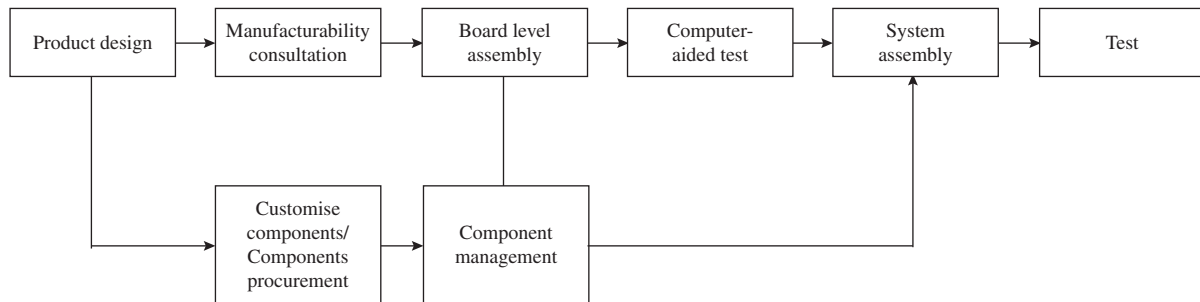 Product design
Manufacturability
consultation
Board level
assembly
Computer-
aided test
System
assembly
Test
Customise
components/
Components
procurement
Component
management